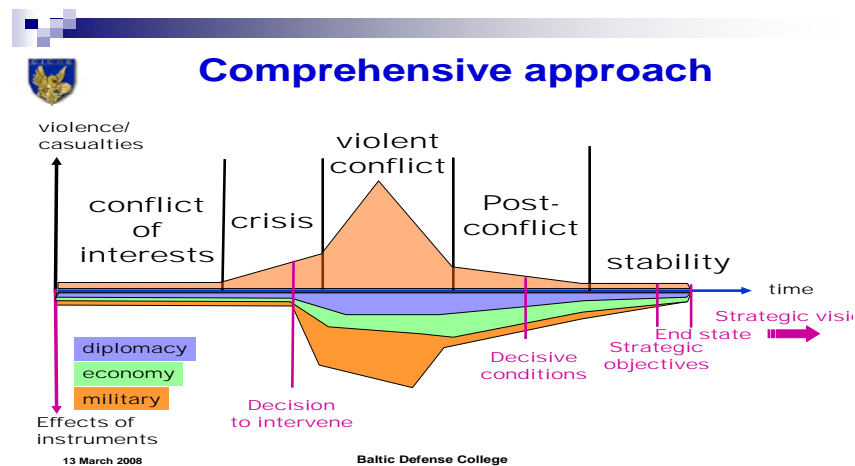 Comprehensive approach
C I C D E
violence/
casualties
conflict
of
interests
crisis
violent
conflict
Post-
conflict
stability
time
Strategic visi
End state
Strategic
objectives
Decisive
conditions
Decision
to intervene
diplomacy
economy
military
Effects of
instruments
13 March 2008
Baltic Defense College